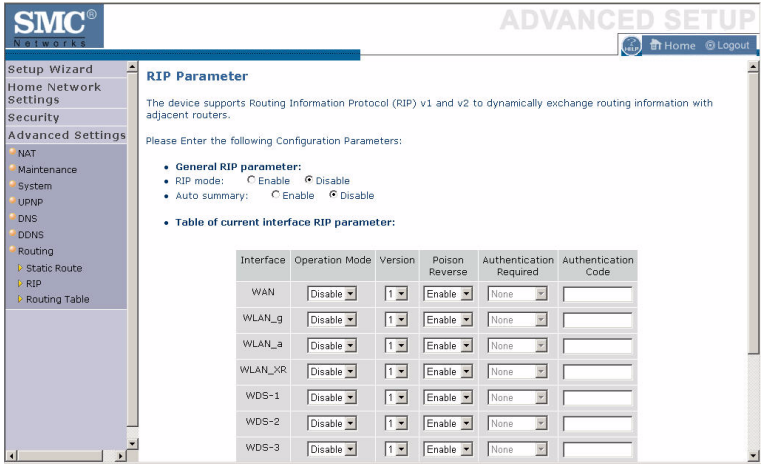 SMC®
Networks
ADVANCED SETUP
HELP Home Logout
Setup Wizard
Home Network
Settings
Security
Advanced Settings
NAT
Maintenance
System
UPNP
DNS
DDNS
Routing
Static Route
RIP
Routing Table
RIP Parameter
The device supports Routing Information Protocol (RIP) v1 and v2 to dynamically exchange routing information with
adjacent routers.
Please Enter the following Configuration Parameters:
• General RIP parameter:
• RIP mode: Enable Disable
• Auto summary: Enable Disable
• Table of current interface RIP parameter:
Interface Operation Mode Version Poison Reverse Authentication Required Authentication Code
WAN Disable 1 Enable None
WLAN_g Disable 1 Enable None
WLAN_a Disable 1 Enable None
WLAN_XR Disable 1 Enable None
WDS-1 Disable 1 Enable None
WDS-2 Disable 1 Enable None
WDS-3 Disable 1 Enable None